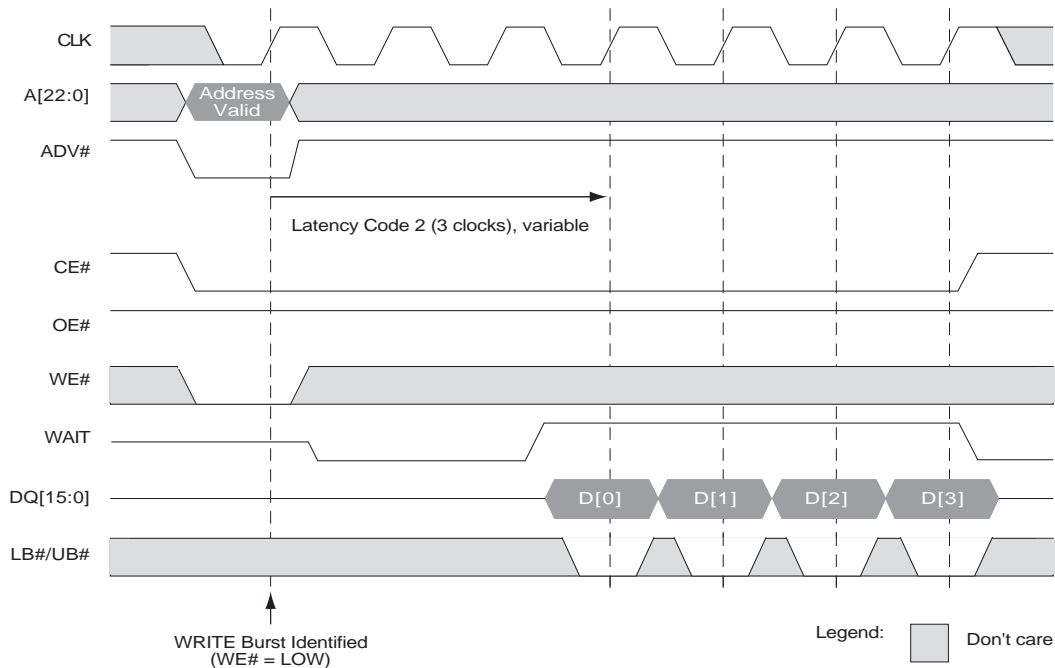 CLK
A[22:0]
Address
Valid
ADV#
Latency Code 2 (3 clocks), variable
CE#
OE#
WE#
WAIT
DQ[15:0]
D[0]
D[1]
D[2]
D[3]
LB#/UB#
WRITE Burst Identified
(WE# = LOW)
Legend:
Don't care